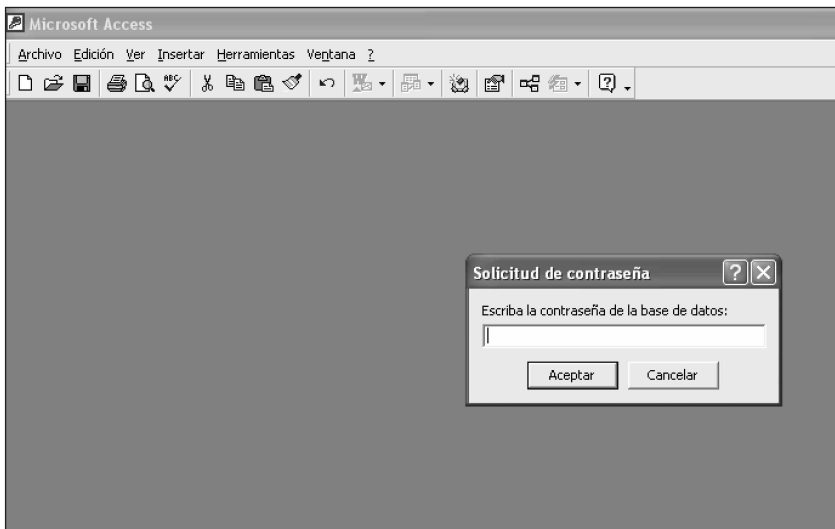 Microsoft Access
Archivo Edición Ver Insertar Herramientas Ventana ?
Solicitud de contraseña
Escriba la contraseña de la base de datos:
Aceptar Cancelar